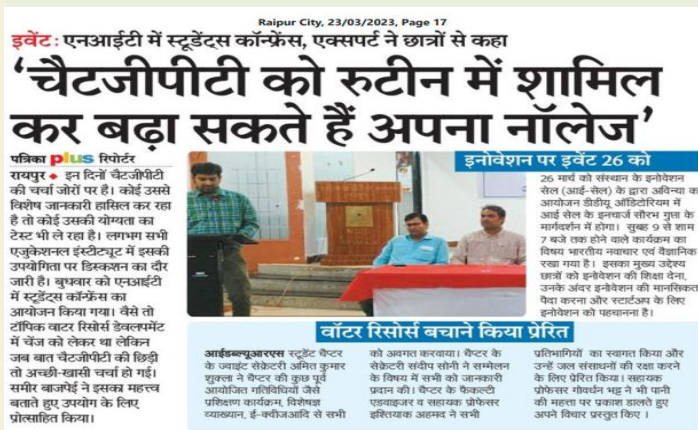 Raipur City, 23/03/2023, Page 17
इवेंट: एनआईटी में स्टूडेंट्स कॉन्फ्रेंस, एक्सपर्ट ने छात्रों से कहा
‘चैटजीपीटी को रुटीन में शामिल
कर बढ़ा सकते हैं अपना नॉलेज’
पत्रिका plus रिपोर्टर
रायपुर ◆ इन दिनों चैटजीपीटी
की चर्चा जोरों पर है। कोई उससे
विशेष जानकारी हासिल कर रहा
है तो कोई उसकी योग्यता का
टेस्ट भी ले रहा है। लगभग सभी
एजुकेशनल इंस्टीट्यूट में इसकी
उपयोगिता पर डिस्कशन का दौर
जारी है। बुधवार को एनआईटी
में स्टूडेंट्स कॉन्फ्रेंस का
आयोजन किया गया। वैसे तो
टॉपिक वाटर रिसोर्स डेवलपमेंट
में चेंज को लेकर था लेकिन
जब बात चैटजीपीटी की छिड़ी
तो अच्छी-खासी चर्चा हो गई।
समीर बाजपेई ने इसका महत्त्व
बताते हुए उपयोग के लिए
प्रोत्साहित किया।
इनोवेशन पर इवेंट 26 को
26 मार्च को संस्थान के इनोवेशन
सेल (आई-सेल) के द्वारा अविन्या का
आयोजन डीडीयू ऑडिटोरियम में
आई सेल के इनचार्ज सौरभ गुप्ता के
मार्गदर्शन में होगा। सुबह 9 से शाम
7 बजे तक होने वाले कार्यक्रम का
विषय भारतीय नवाचार एवं वैज्ञानिक
रखा गया है। इसका मुख्य उद्देश्य
छात्रों को इनोवेशन की शिक्षा देना,
उनके अंदर इनोवेशन की मानसिकत
पैदा करना और स्टार्टअप के लिए
इनोवेशन को पहचानना है।
वॉटर रिसोर्स बचाने किया प्रेरित
आईडब्ल्यूआरएस स्टूडेंट चैप्टर
के ज्वाइंट सेक्रेटरी अमित कुमार
शुक्ला ने चैप्टर की कुछ पूर्व
आयोजित गतिविधियों जैसे
प्रशिक्षण कार्यक्रम, विशेषज्ञ
व्याख्यान, ई-क्वीजआदि से सभी
को अवगत करवाया। चैप्टर के
सेक्रेटरी संदीप सोनी ने सम्मेलन
के विषय में सभी को जानकारी
प्रदान की। चैप्टर के फैकल्टी
एडवाइजर व सहायक प्रोफेसर
इश्तियाक अहमद ने सभी
प्रतिभागियों का स्वागत किया और
उन्हें जल संसाधनों की रक्षा करने
के लिए प्रेरित किया। सहायक
प्रोफेसर गोवर्धन भट्ट ने भी पानी
की महत्ता पर प्रकाश डालते हुए
अपने विचार प्रस्तुत किए ।